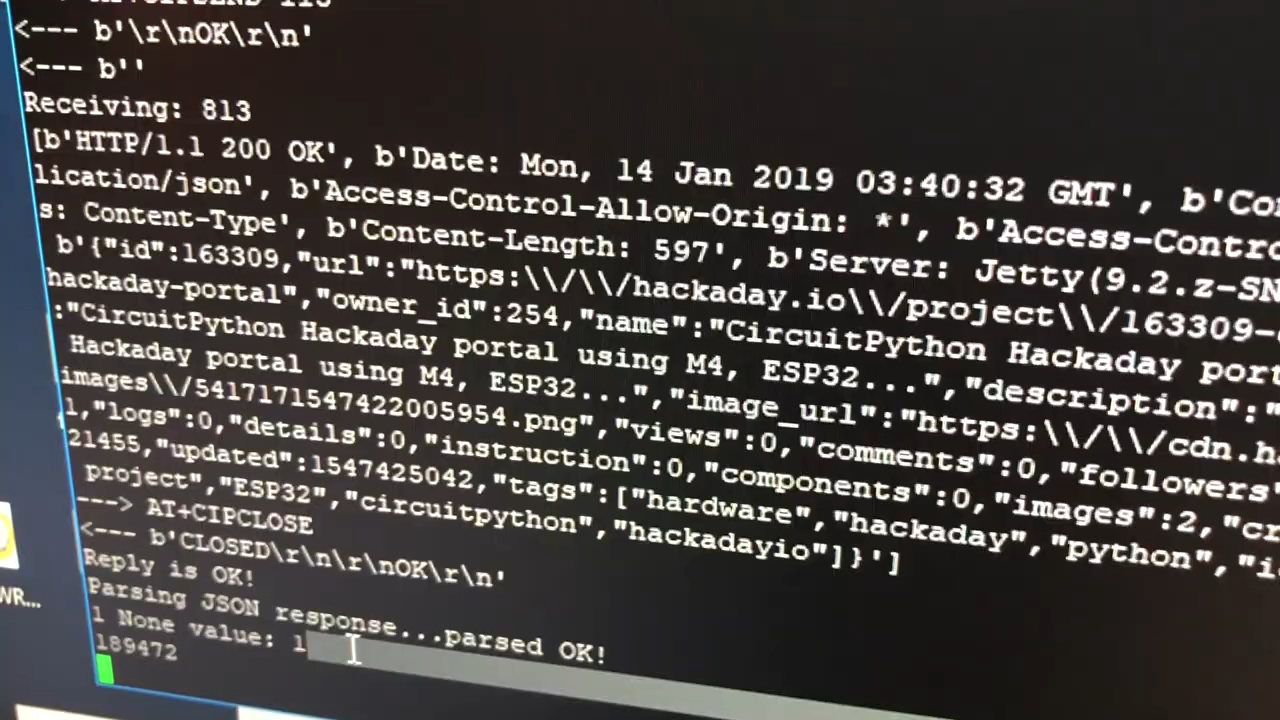 <--- b'\r\nOK\r\n'
<--- b''
Receiving: 813
[b'HTTP/1.1 200 OK', b'Date: Mon, 14 Jan 2019 03:40:32 GMT', b'Con
lication/json', b'Access-Control-Allow-Origin: *', b'Access-Contro
s: Content-Type', b'Content-Length: 597', b'Server: Jetty(9.2.z-SN
b'{"id":163309,"url":"https:\\/\\/hackaday.io\\/project\\/163309-
hackaday-portal","owner_id":254,"name":"CircuitPython Hackaday port
:"CircuitPython Hackaday portal using M4, ESP32...","description":"
Hackaday portal using M4, ESP32...","image_url":"https:\\/\\/cdn.ha
images\\/5417171547422005954.png","views":0,"comments":0,"followers"
1,"logs":0,"details":0,"instruction":0,"components":0,"images":2,"cr
21455,"updated":1547425042,"tags":["hardware","hackaday","python","i
project","ESP32","circuitpython","hackadayio"]}']
---> AT+CIPCLOSE
<--- b'CLOSED\r\n\r\nOK\r\n'
Reply is OK!
Parsing JSON response...parsed OK!
1 None value: 1
189472
WR...